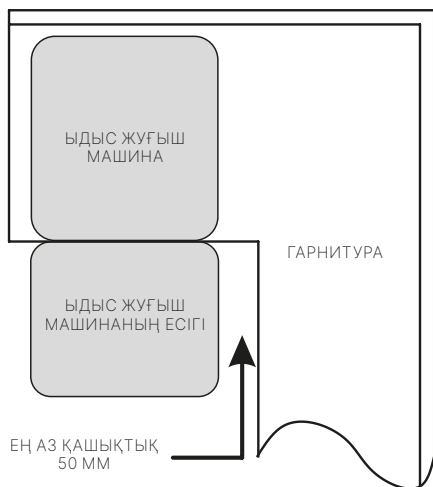 ЫДЫС ЖУҒЫШ
МАШИНА
ГАРНИТУРА
ЫДЫС ЖУҒЫШ
МАШИНАНЫҢ ЕСІГІ
ЕҢ АЗ ҚАШЫҚТЫҚ
50 ММ